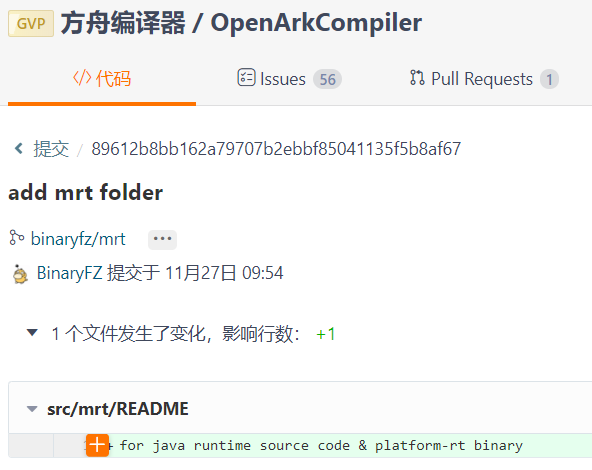 GVP 方舟编译器 / OpenArkCompiler
</> 代码 Issues 56 Pull Requests 1
提交 / 89612b8bb162a79707b2ebbf85041135f5b8af67
add mrt folder
binaryfz/mrt ···
BinaryFZ 提交于 11月27日 09:54
1 个文件发生了变化，影响行数： +1
src/mrt/README
+ for java runtime source code & platform-rt binary